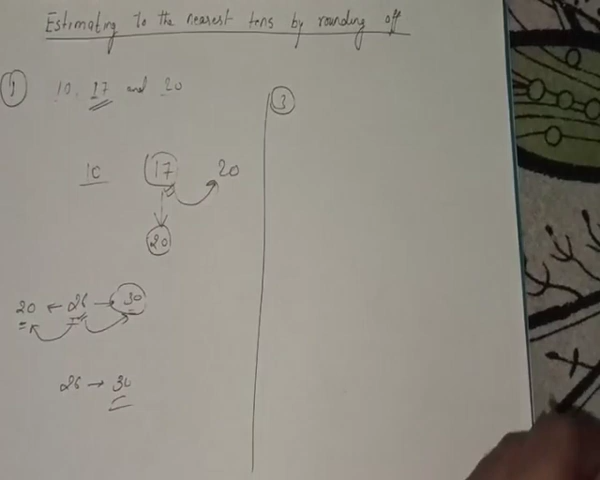 Estimating to the nearest tens by rounding off
1 10, 17 and 20
10 17 20
20
20 ← 26 → 30
26 → 30
3